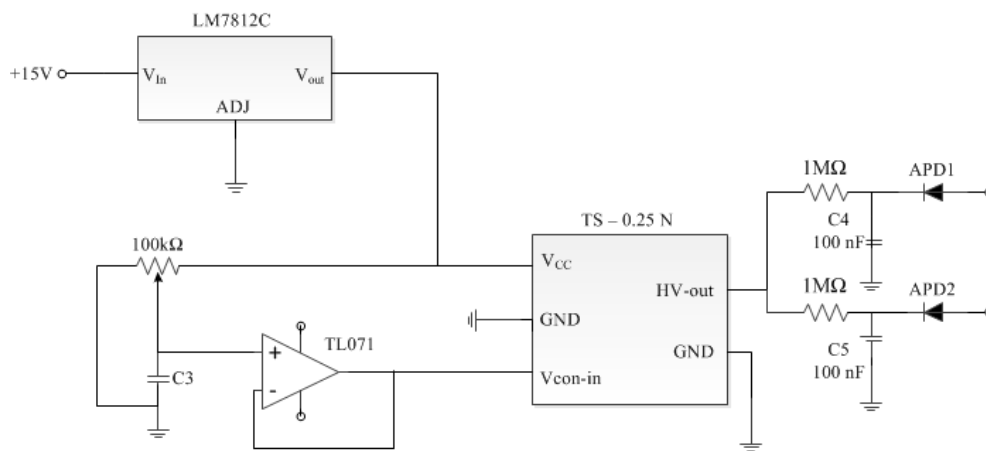 LM7812C
+15V
V_In
V_out
ADJ
100kΩ
C3
+
-
TL071
TS – 0.25 N
V_CC
GND
Vcon-in
HV-out
GND
1MΩ
APD1
C4
100 nF
1MΩ
APD2
C5
100 nF